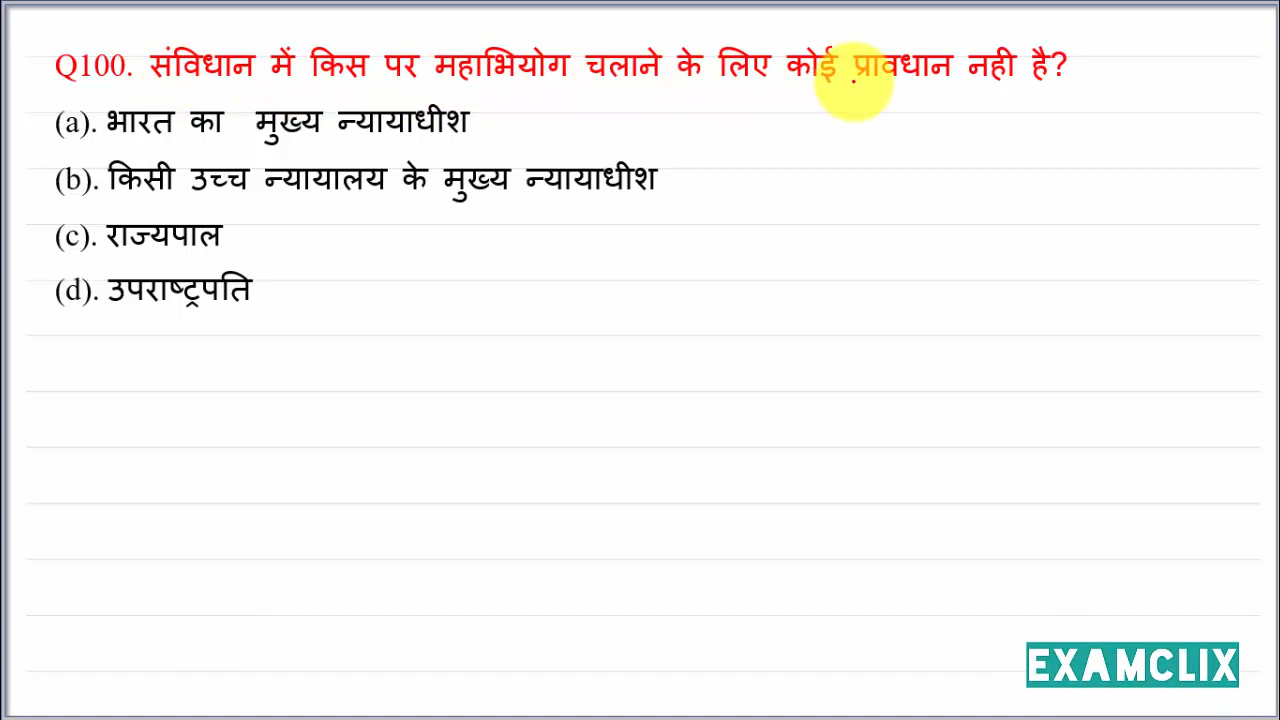 Q100. संविधान में किस पर महाभियोग चलाने के लिए कोई प्रावधान नही है?
(a). भारत का मुख्य न्यायाधीश
(b). किसी उच्च न्यायालय के मुख्य न्यायाधीश
(c). राज्यपाल
(d). उपराष्ट्रपति
EXAMCLIX